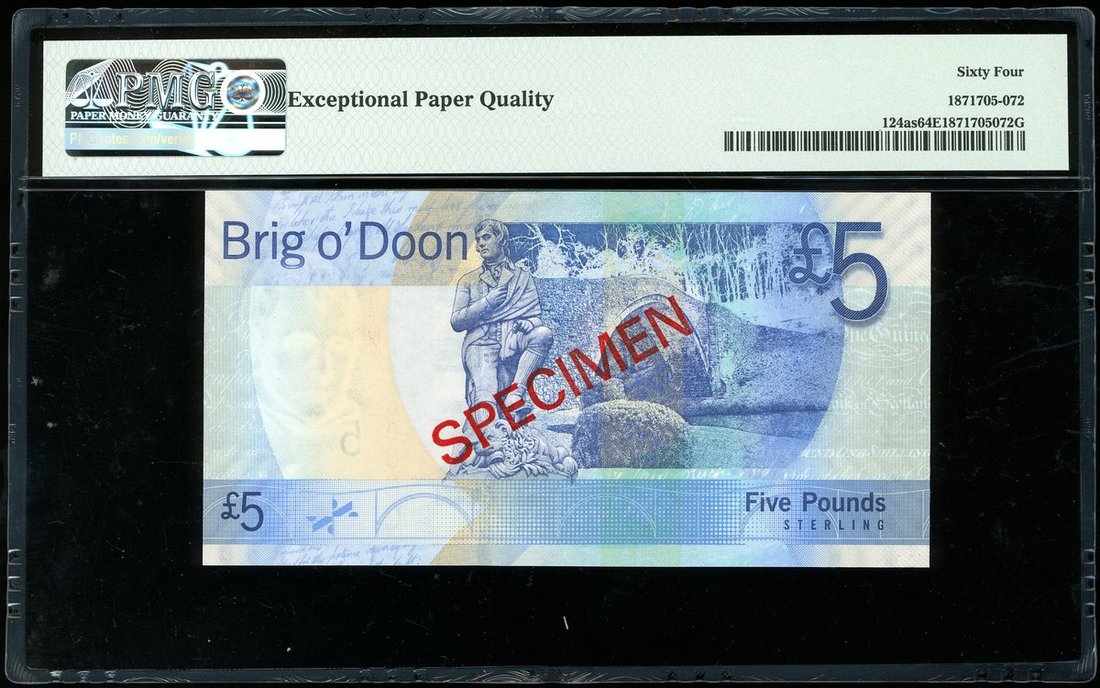 PMG
PAPER MONEY GUARANTY
Exceptional Paper Quality
Sixty Four
1871705-072
124as64E1871705072G
Brig o'Doon
£5
SPECIMEN
5
£5
Five Pounds
STERLING